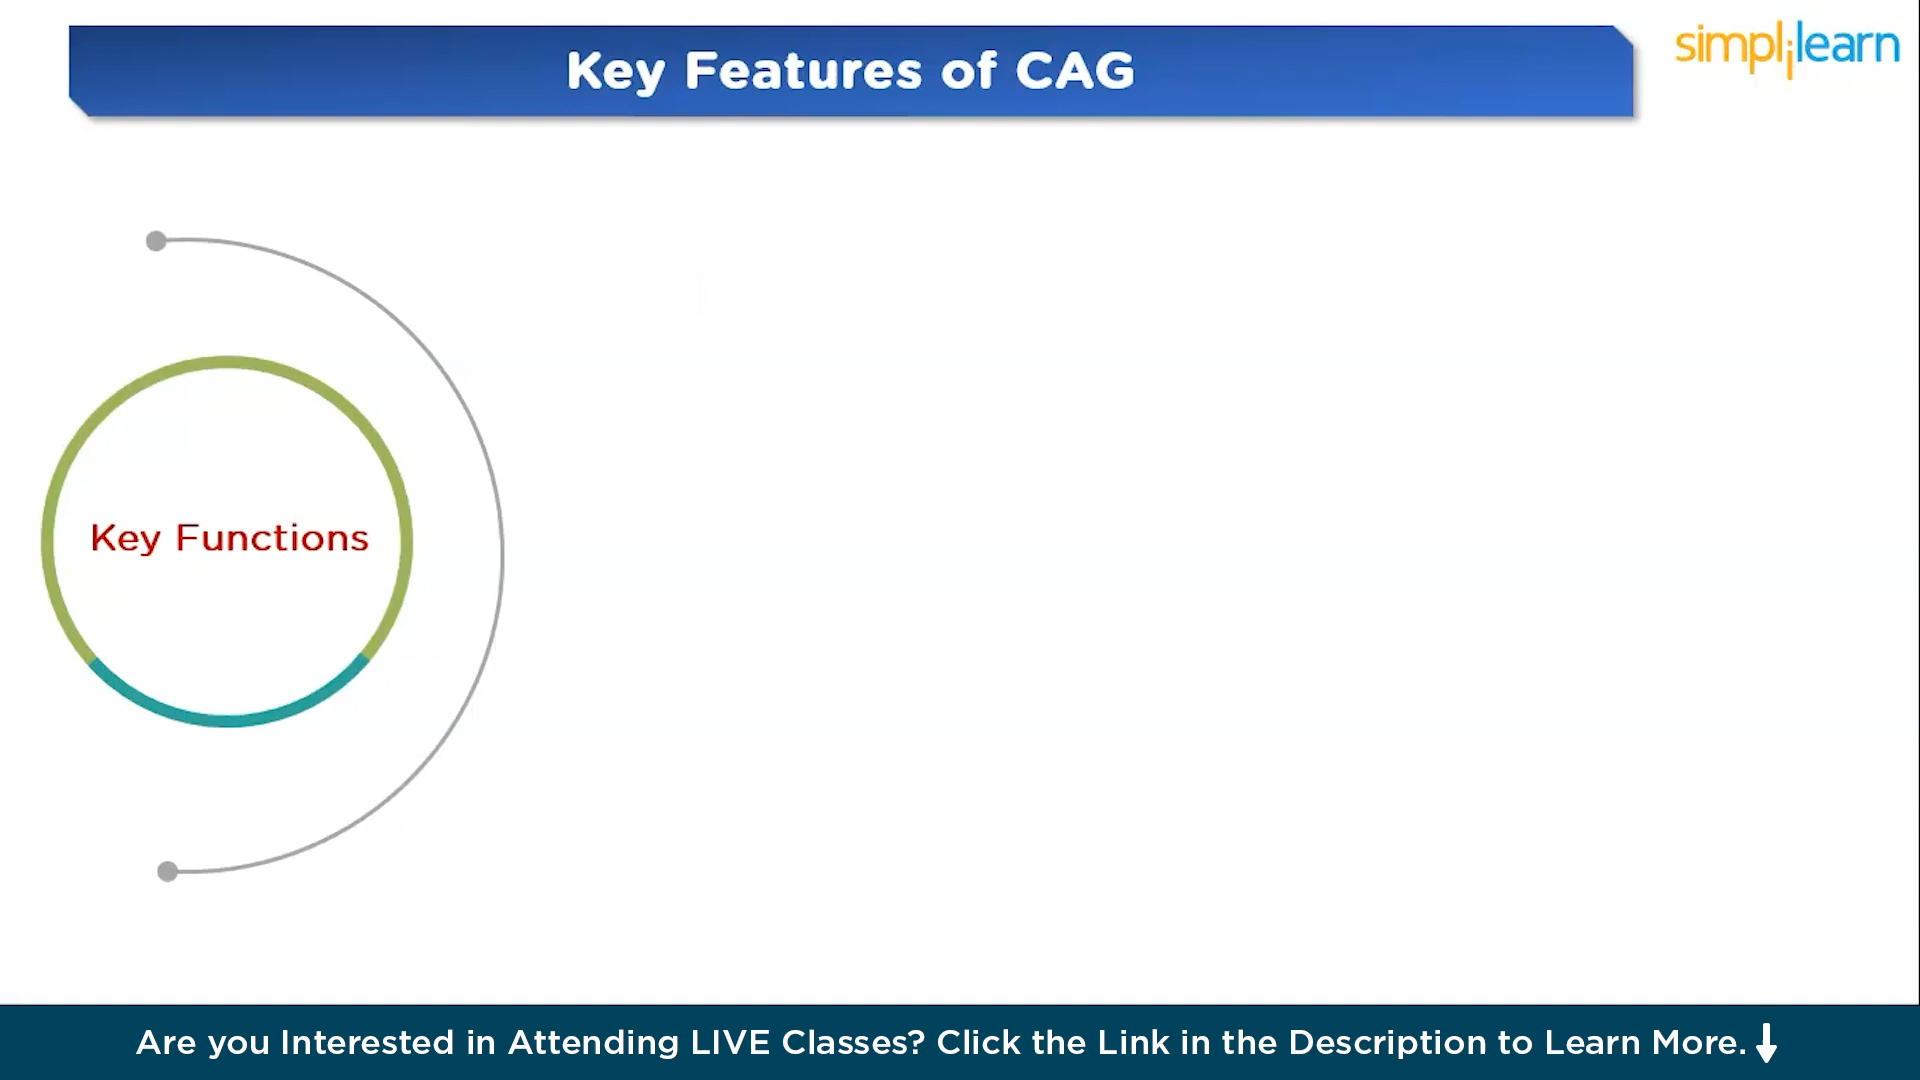 Key Features of CAG
simplilearn
Key Functions
Are you Interested in Attending LIVE Classes? Click the Link in the Description to Learn More.